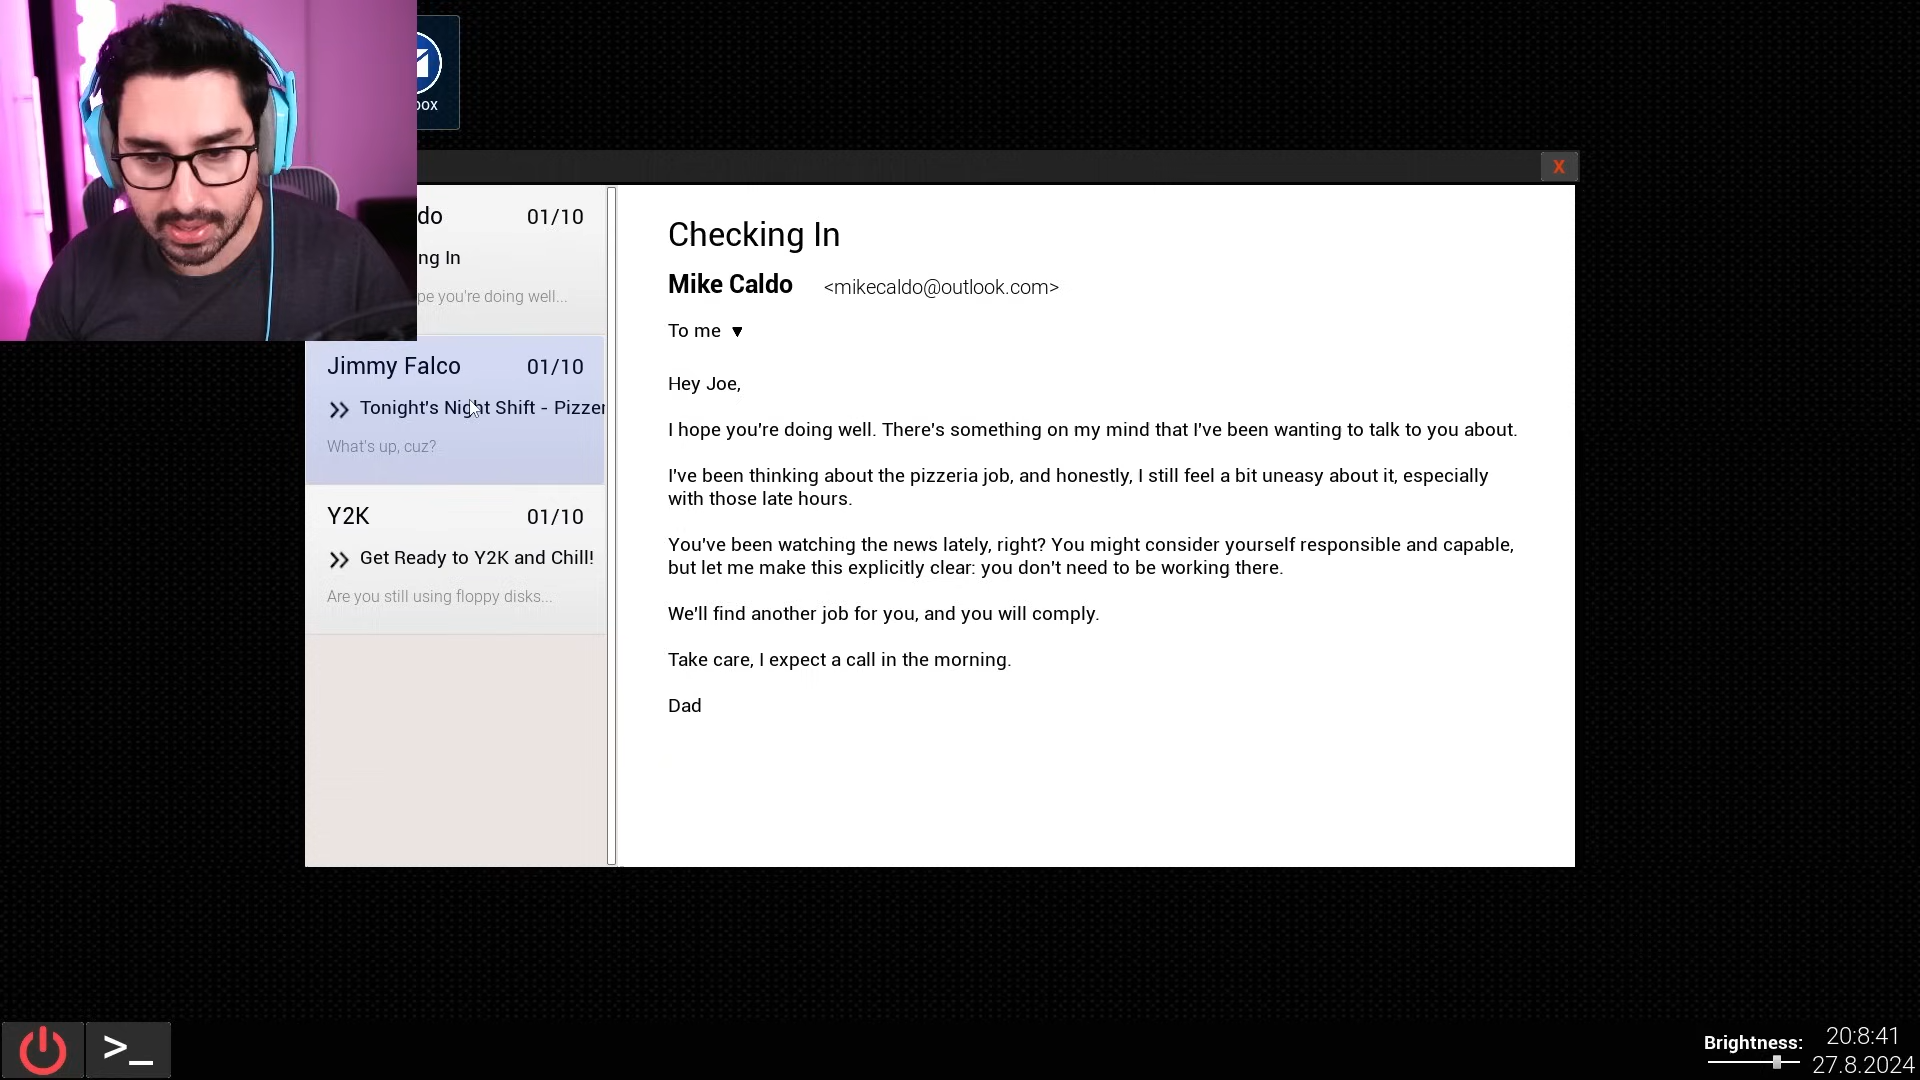 box
X
do 01/10
ng In
pe you're doing well...
Jimmy Falco 01/10
Tonight's Night Shift - Pizzer
What's up, cuz?
Y2K 01/10
Get Ready to Y2K and Chill!
Are you still using floppy disks...
Checking In
Mike Caldo <mikecaldo@outlook.com>
To me ▼
Hey Joe,
I hope you're doing well. There's something on my mind that I've been wanting to talk to you about.
I've been thinking about the pizzeria job, and honestly, I still feel a bit uneasy about it, especially
with those late hours.
You've been watching the news lately, right? You might consider yourself responsible and capable,
but let me make this explicitly clear: you don't need to be working there.
We'll find another job for you, and you will comply.
Take care, I expect a call in the morning.
Dad
>_
Brightness: 20:8:41
27.8.2024